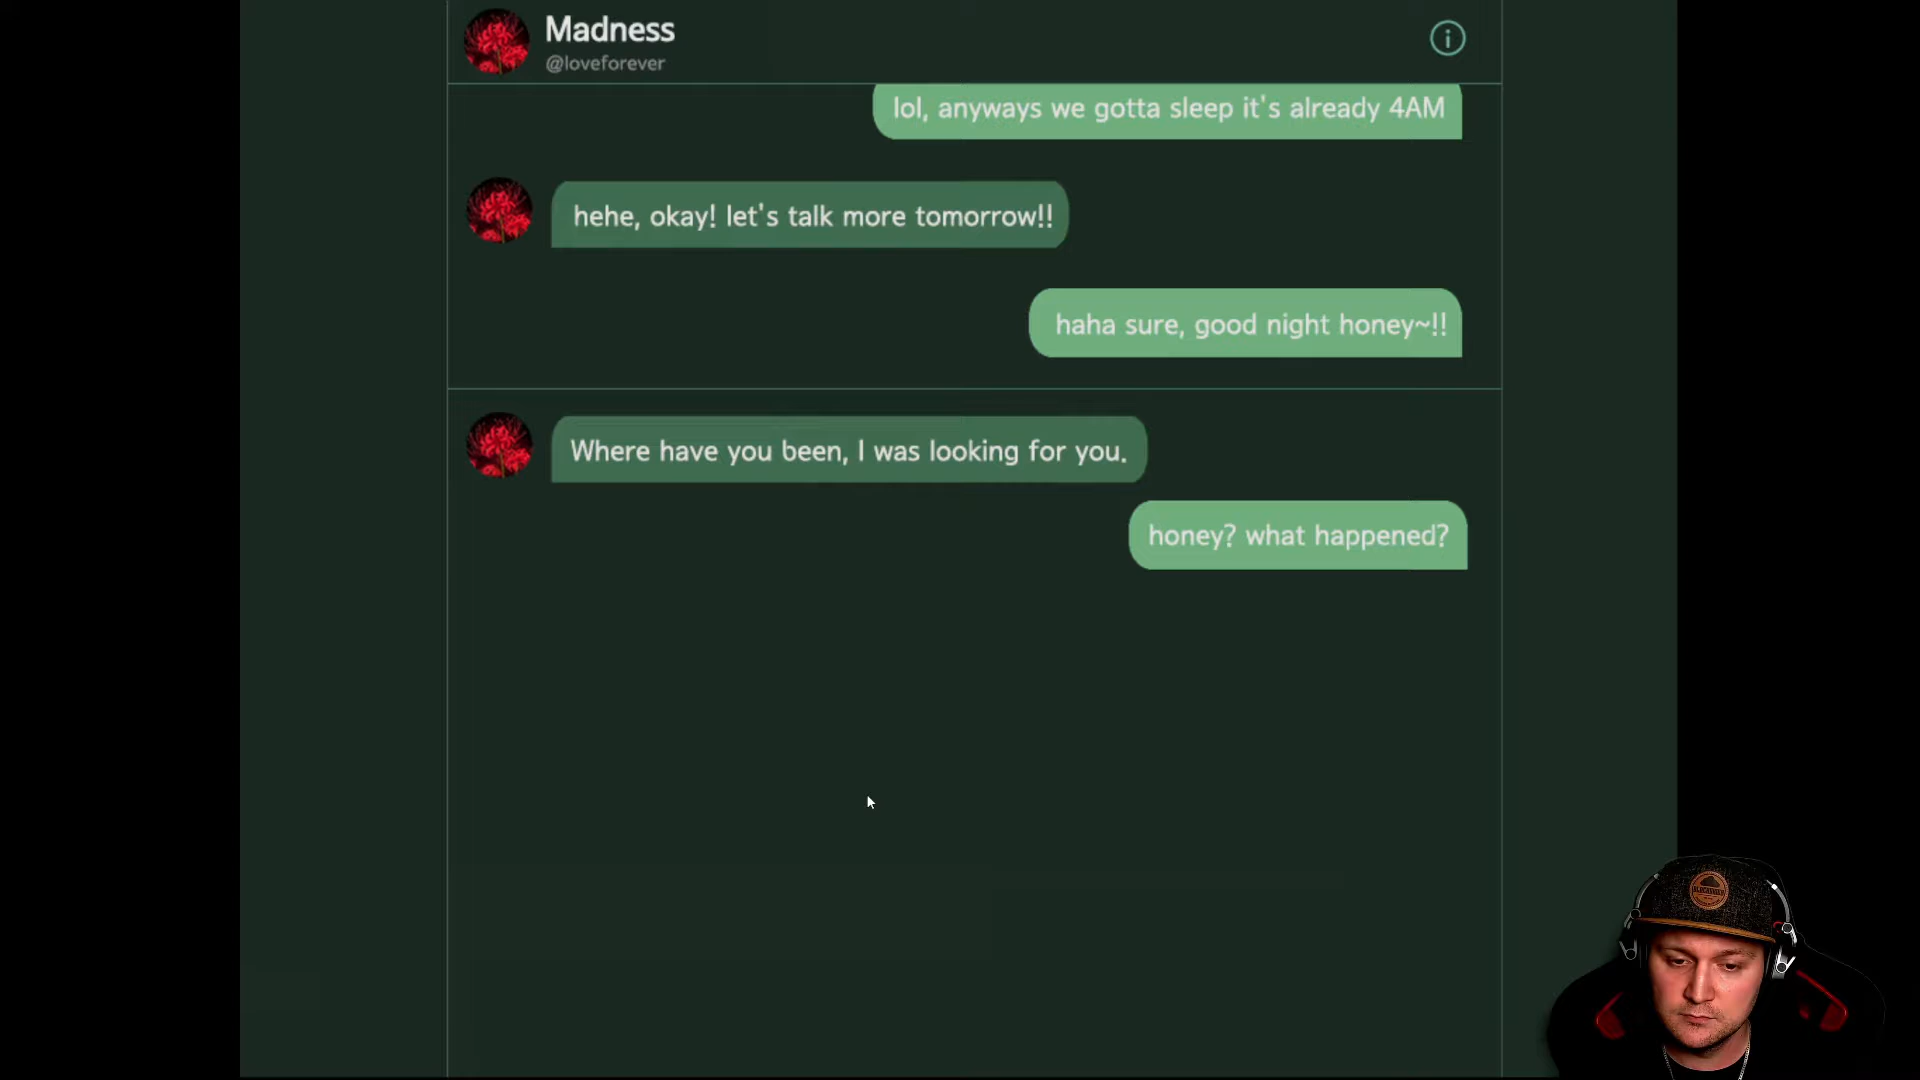 Madness
@loveforever
lol, anyways we gotta sleep it's already 4AM
hehe, okay! let's talk more tomorrow!!
haha sure, good night honey~!!
Where have you been, I was looking for you.
honey? what happened?